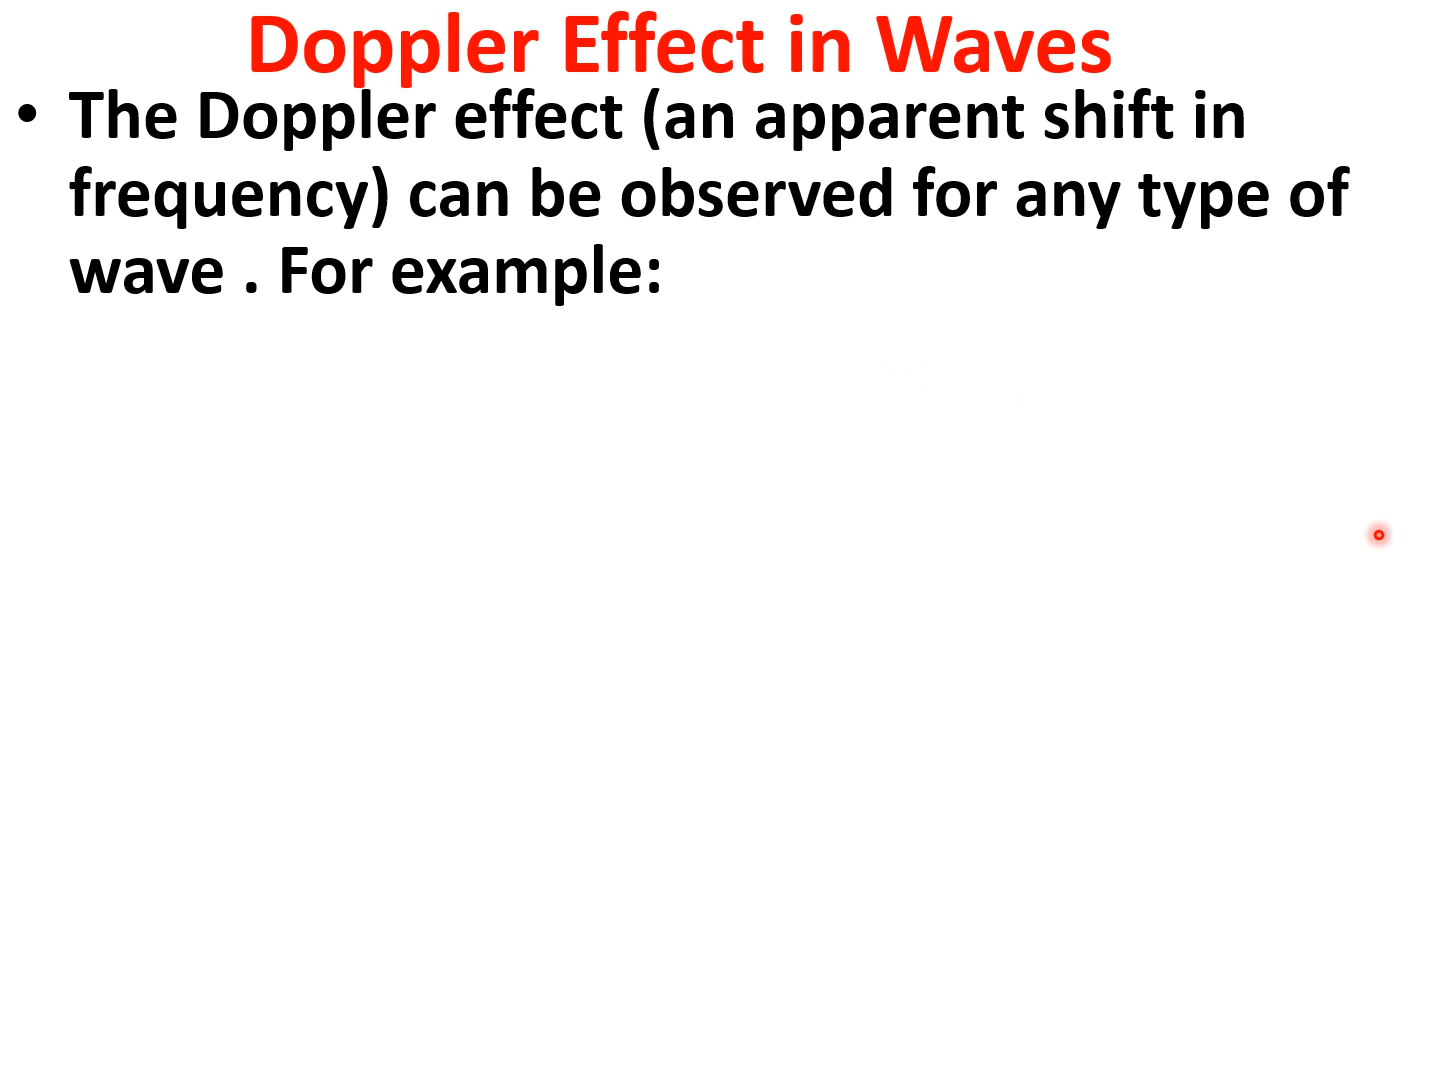 Doppler Effect in Waves
• The Doppler effect (an apparent shift in
frequency) can be observed for any type of
wave . For example: